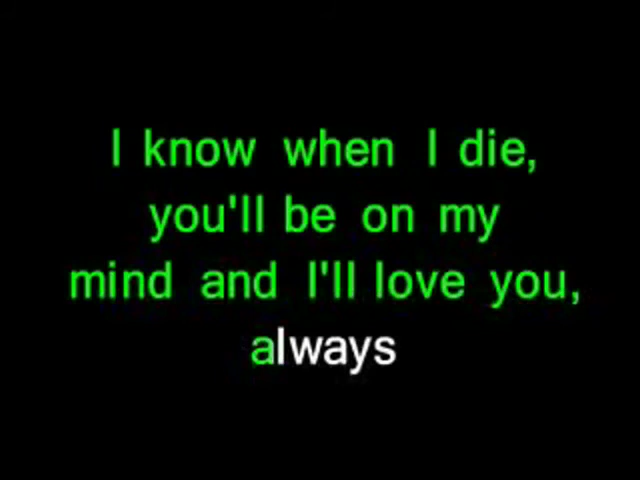 I know when I die,
you'll be on my
mind and I'll love you,
always